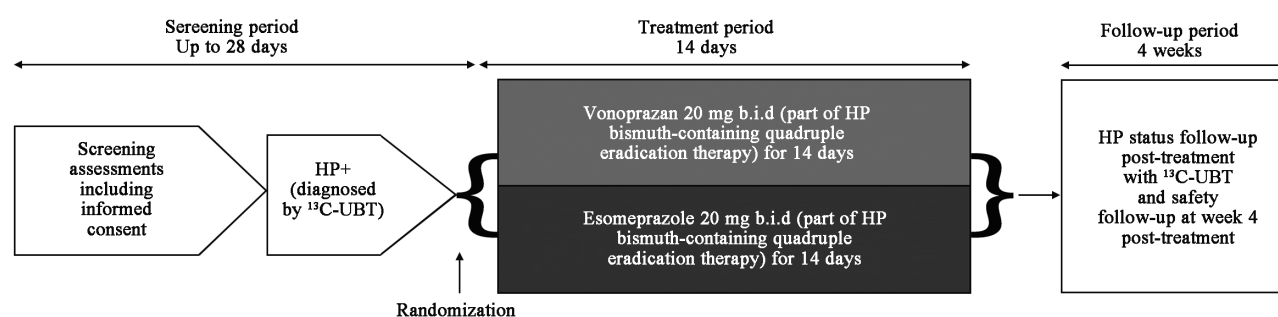 Sereening period
Up to 28 days
Treatment period
14 days
Follow-up period
4 weeks
Screening
assessments
including
informed
consent
HP+
(diagnosed
by ¹³C-UBT)
Randomization
Vonoprazan 20 mg b.i.d (part of HP
bismuth-containing quadruple
eradication therapy) for 14 days
Esomeprazole 20 mg b.i.d (part of HP
bismuth-containing quadruple
eradication therapy) for 14 days
HP status follow-up
post-treatment
with ¹³C-UBT
and safety
follow-up at week 4
post-treatment